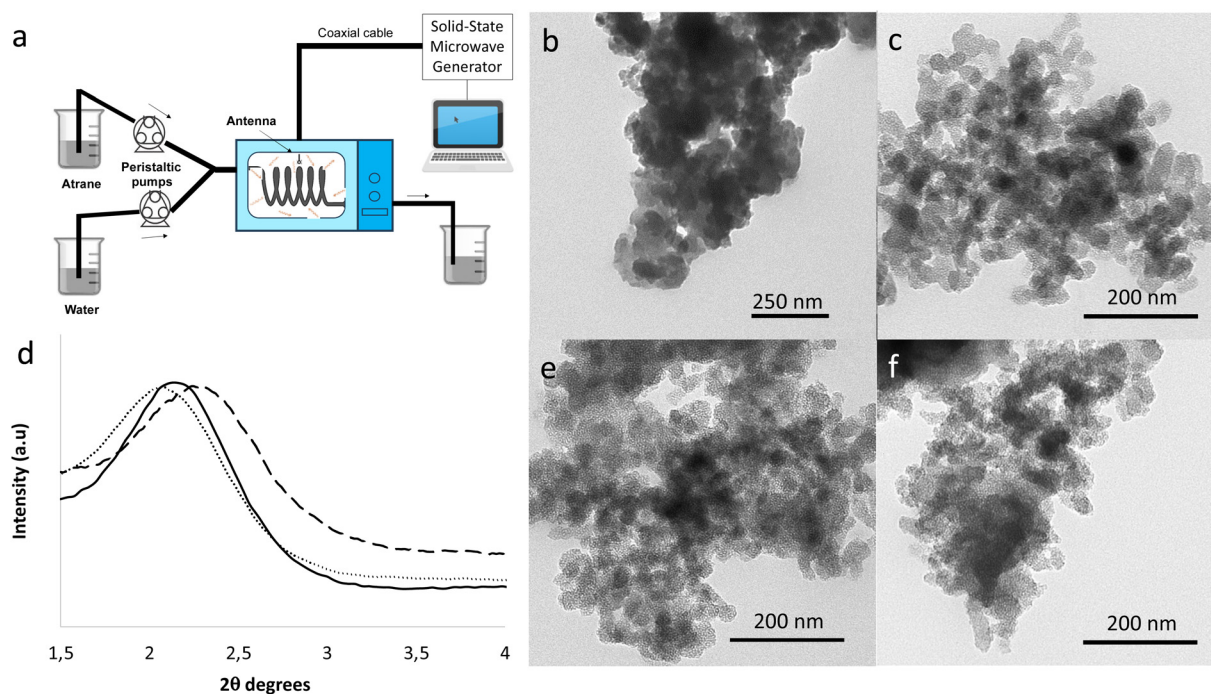 a
Coaxial cable
Solid-State
Microwave
Generator
Antenna
Atrane
Peristaltic
pumps
Water
b
250 nm
c
200 nm
d
Intensity (a.u)
1,5 2 2,5 3 3,5 4
2θ degrees
e
200 nm
f
200 nm